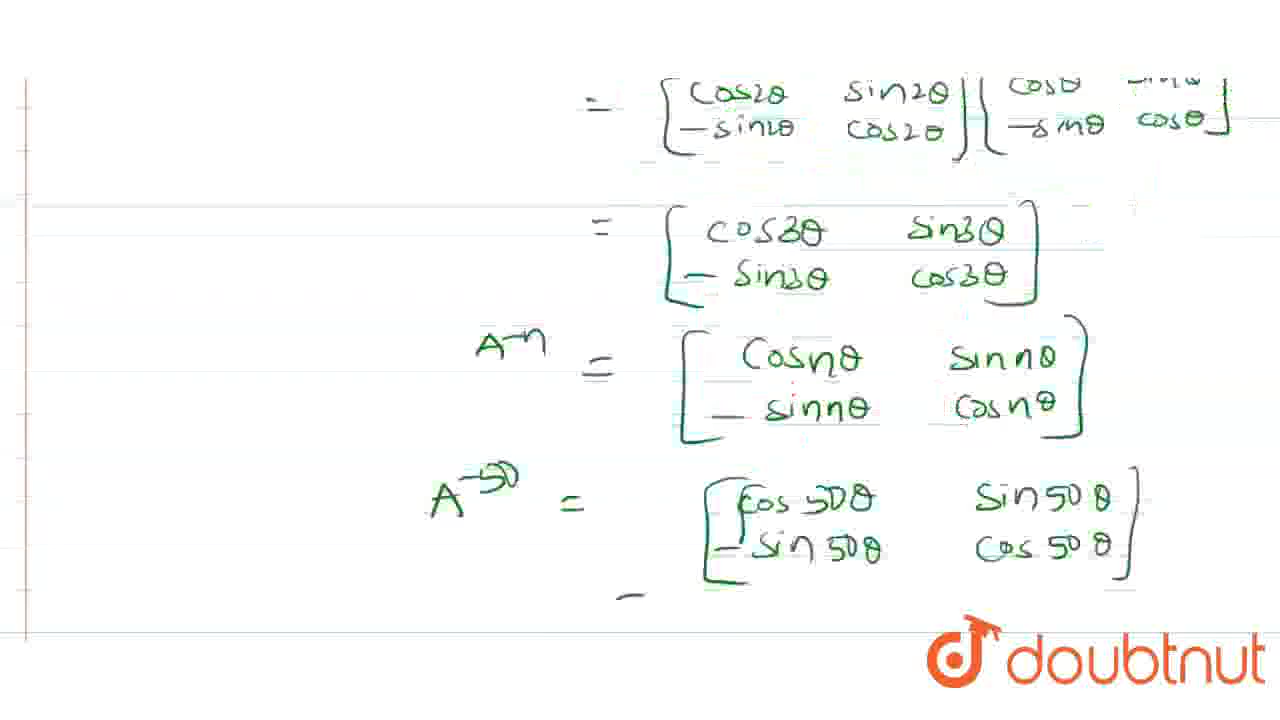 = [cos2θ sin2θ] [cosθ sinθ]
[-sin2θ cos2θ] [-sinθ cosθ]
= [cos3θ sin3θ]
[-sin3θ cos3θ]
A⁻ⁿ = [cosnθ sinnθ]
[-sinnθ cosnθ]
A⁻⁵⁰ = [cos50θ sin50θ]
[-sin50θ cos50θ]
=
doubtnut